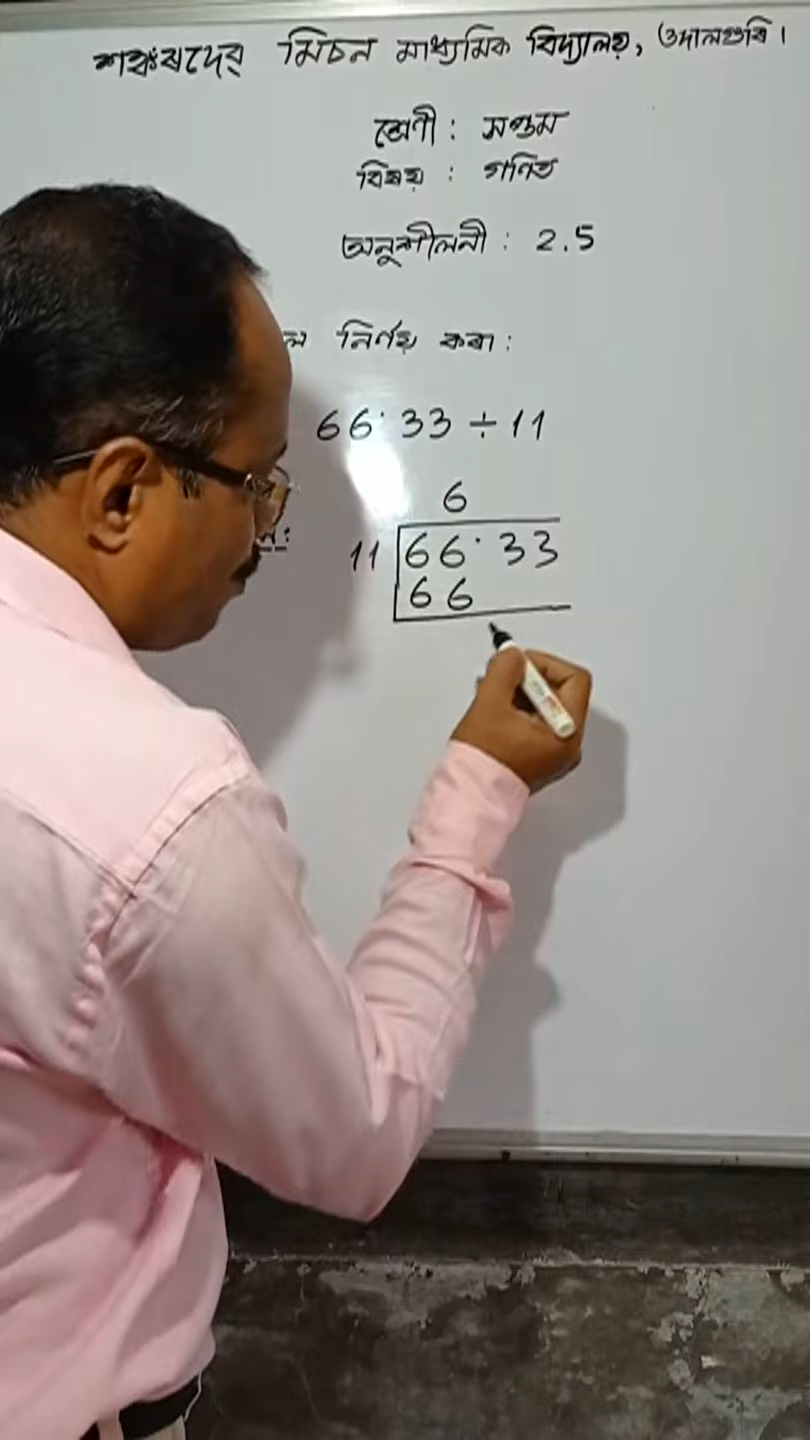 শঙ্কৰদেৱ মিচন মাধ্যমিক বিদ্যালয়, ওদালগুৰি।
শ্ৰেণী : সপ্তম
বিষয় : গণিত
অনুশীলনী : 2.5
নিৰ্ণয় কৰা :
66·33 ÷ 11
6
11 66·33
66